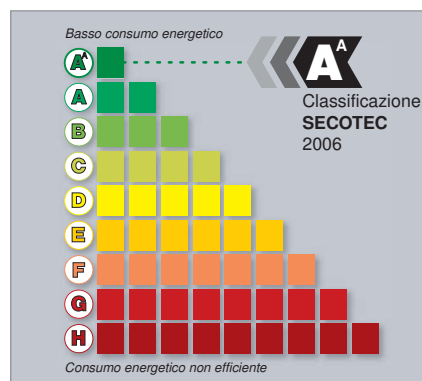 Basso consumo energetico
A^A
A^A
Classificazione
SECOTEC
2006
A
B
C
D
E
F
G
H
Consumo energetico non efficiente